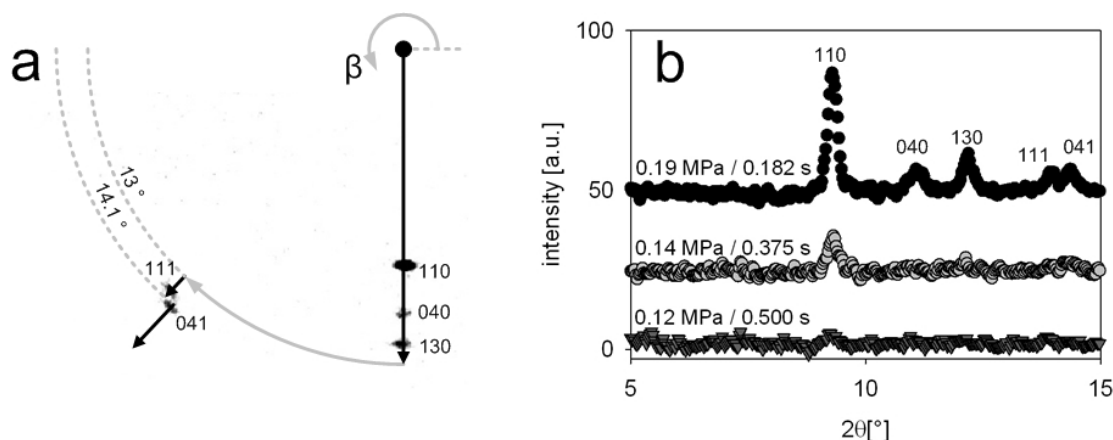 a
β
13 °
14.1 °
111
041
110
040
130
b
100
50
0
intensity [a.u.]
110
040
130
111
041
0.19 MPa / 0.182 s
0.14 MPa / 0.375 s
0.12 MPa / 0.500 s
5
10
15
2θ[°]